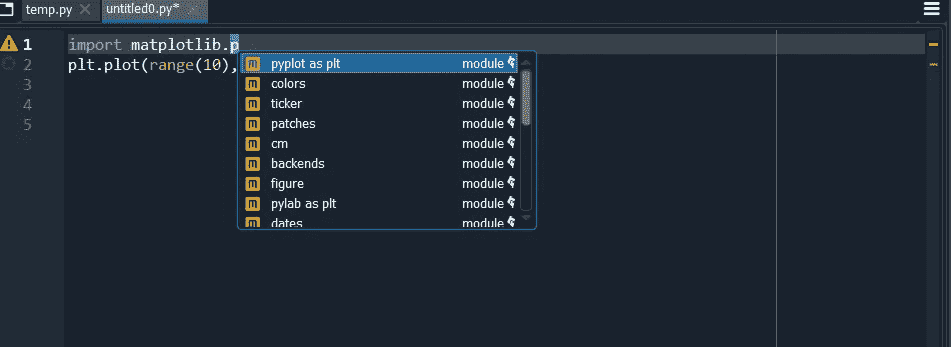 temp.py
untitled0.py*
1 import matplotlib.p
2 plt.plot(range(10),
3
4
5
m pyplot as plt module
m colors module
m ticker module
m patches module
m cm module
m backends module
m figure module
m pylab as plt module
m dates module